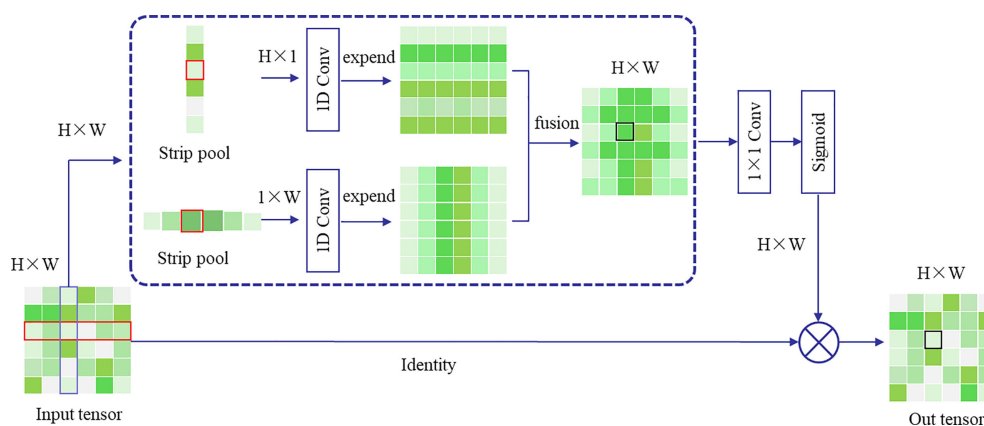 H×W
Strip pool
H×1
1D Conv
expend
1×W
Strip pool
1D Conv
expend
fusion
H×W
1×1 Conv
Sigmoid
H×W
H×W
Input tensor
Identity
H×W
Out tensor